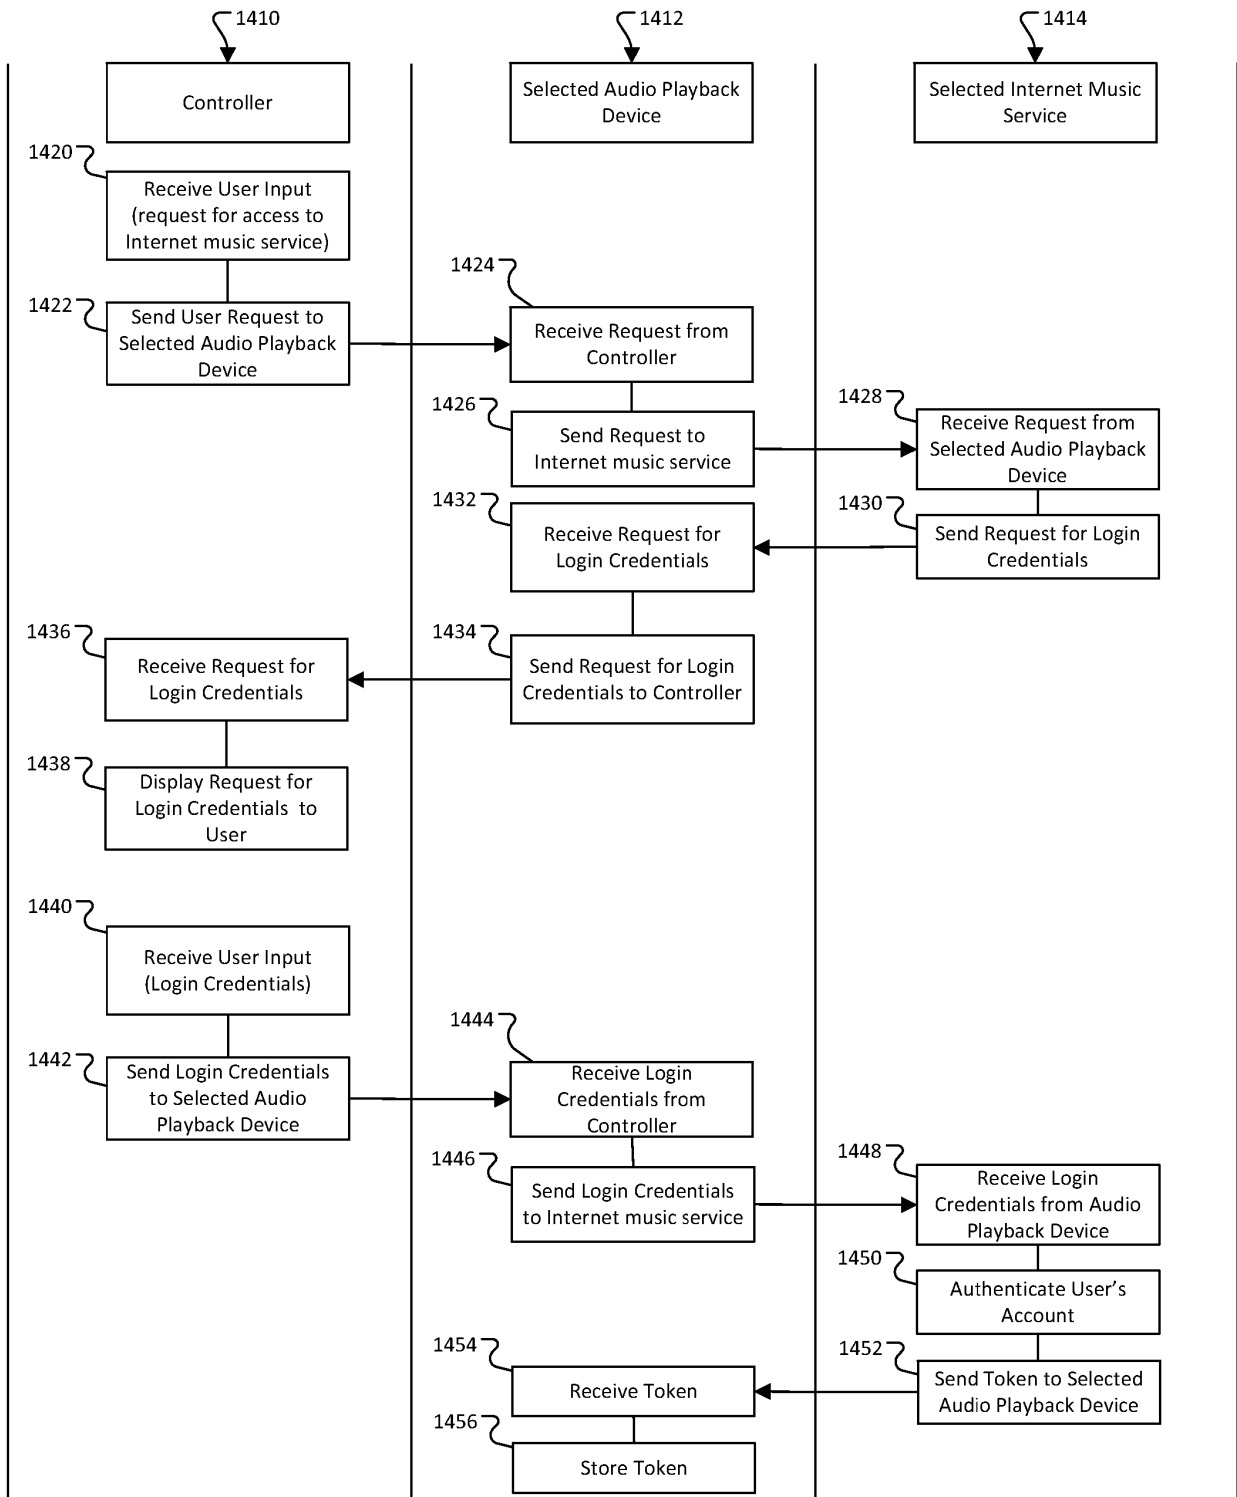 1410
1412
1414
Controller
Selected Audio Playback
Device
Selected Internet Music
Service
1420
Receive User Input
(request for access to
Internet music service)
1422
Send User Request to
Selected Audio Playback
Device
1424
Receive Request from
Controller
1426
Send Request to
Internet music service
1428
Receive Request from
Selected Audio Playback
Device
1430
Send Request for Login
Credentials
1432
Receive Request for
Login Credentials
1434
Send Request for Login
Credentials to Controller
1436
Receive Request for
Login Credentials
1438
Display Request for
Login Credentials to
User
1440
Receive User Input
(Login Credentials)
1442
Send Login Credentials
to Selected Audio
Playback Device
1444
Receive Login
Credentials from
Controller
1446
Send Login Credentials
to Internet music service
1448
Receive Login
Credentials from Audio
Playback Device
1450
Authenticate User’s
Account
1452
Send Token to Selected
Audio Playback Device
1454
Receive Token
1456
Store Token